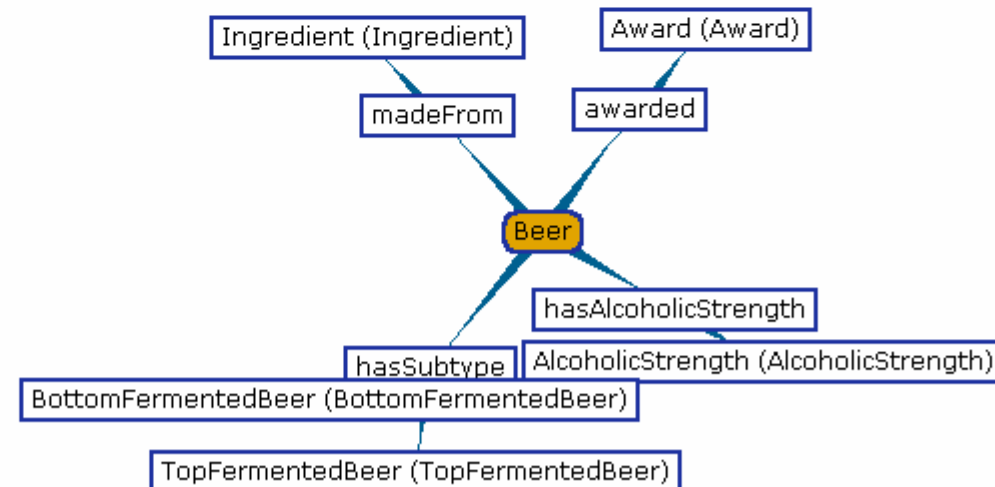 Ingredient (Ingredient)
Award (Award)
madeFrom
awarded
Beer
hasAlcoholicStrength
AlcoholicStrength (AlcoholicStrength)
hasSubtype
BottomFermentedBeer (BottomFermentedBeer)
TopFermentedBeer (TopFermentedBeer)